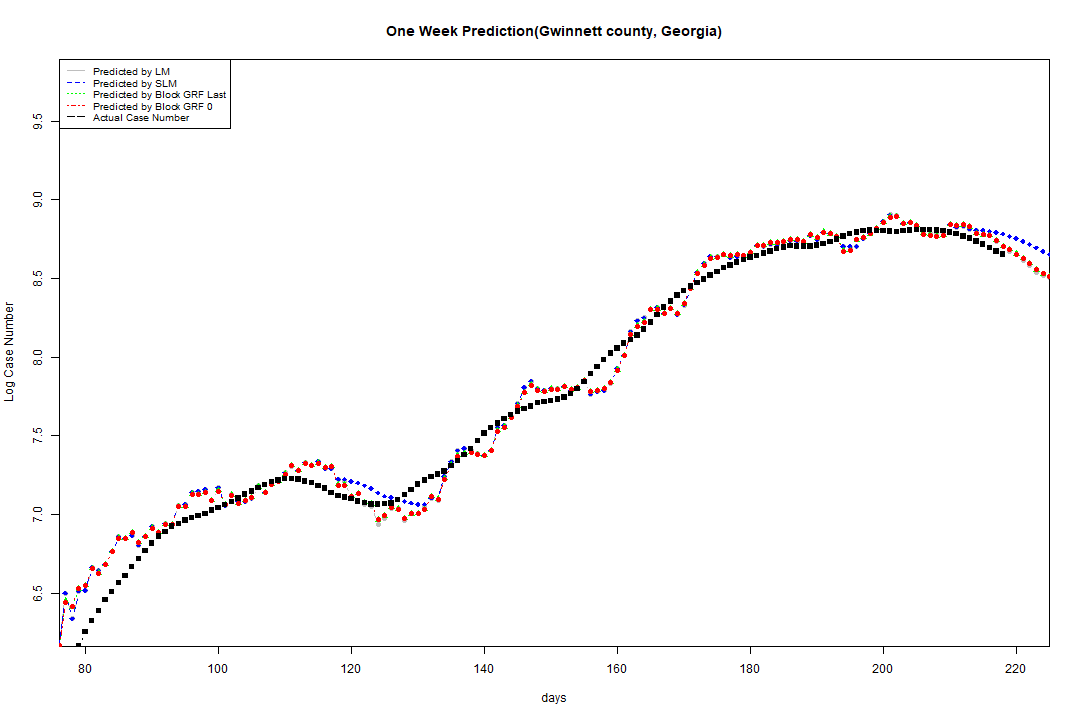 One Week Prediction(Gwinnett county, Georgia)
Predicted by LM
Predicted by SLM
Predicted by Block GRF Last
Predicted by Block GRF 0
Actual Case Number
Log Case Number
9.5
9.0
8.5
8.0
7.5
7.0
6.5
80 100 120 140 160 180 200 220
days